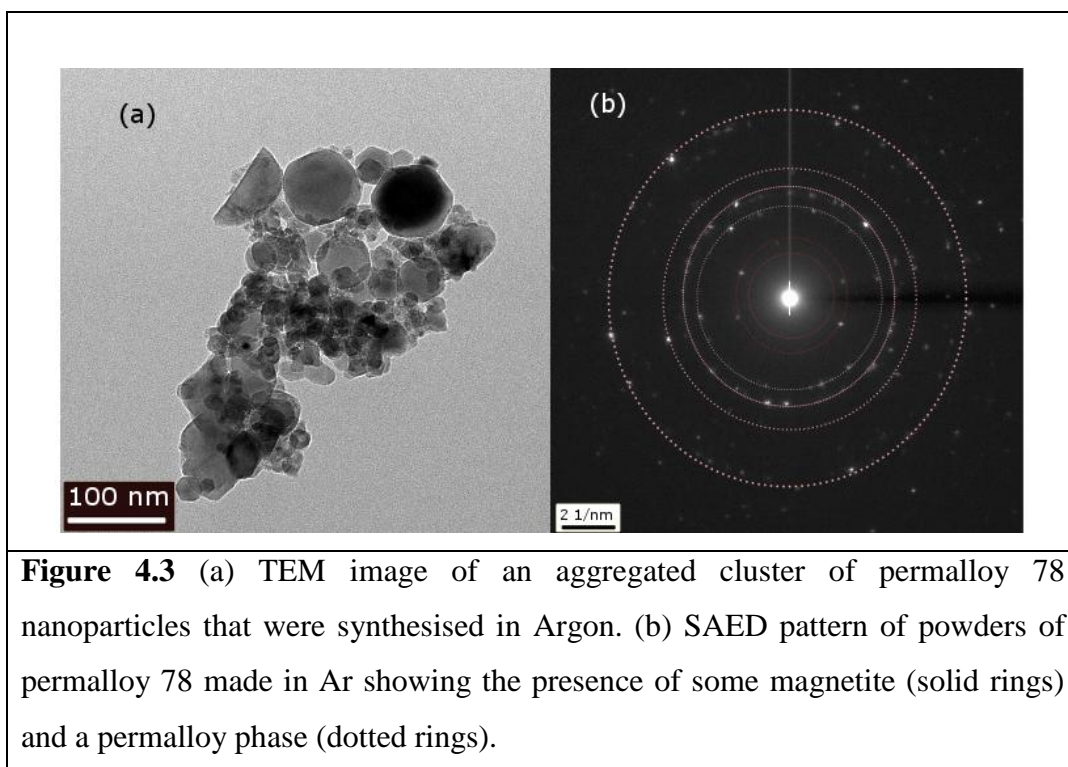 (a)
(b)
100 nm
2 1/nm
Figure 4.3 (a) TEM image of an aggregated cluster of permalloy 78
nanoparticles that were synthesised in Argon. (b) SAED pattern of powders of
permalloy 78 made in Ar showing the presence of some magnetite (solid rings)
and a permalloy phase (dotted rings).